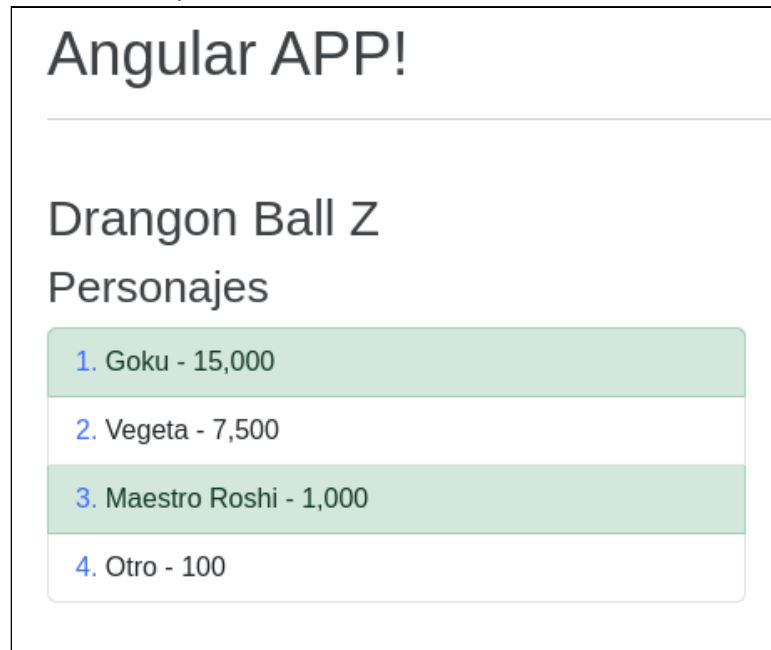 Angular APP!
Drangon Ball Z
Personajes
1. Goku - 15,000
2. Vegeta - 7,500
3. Maestro Roshi - 1,000
4. Otro - 100